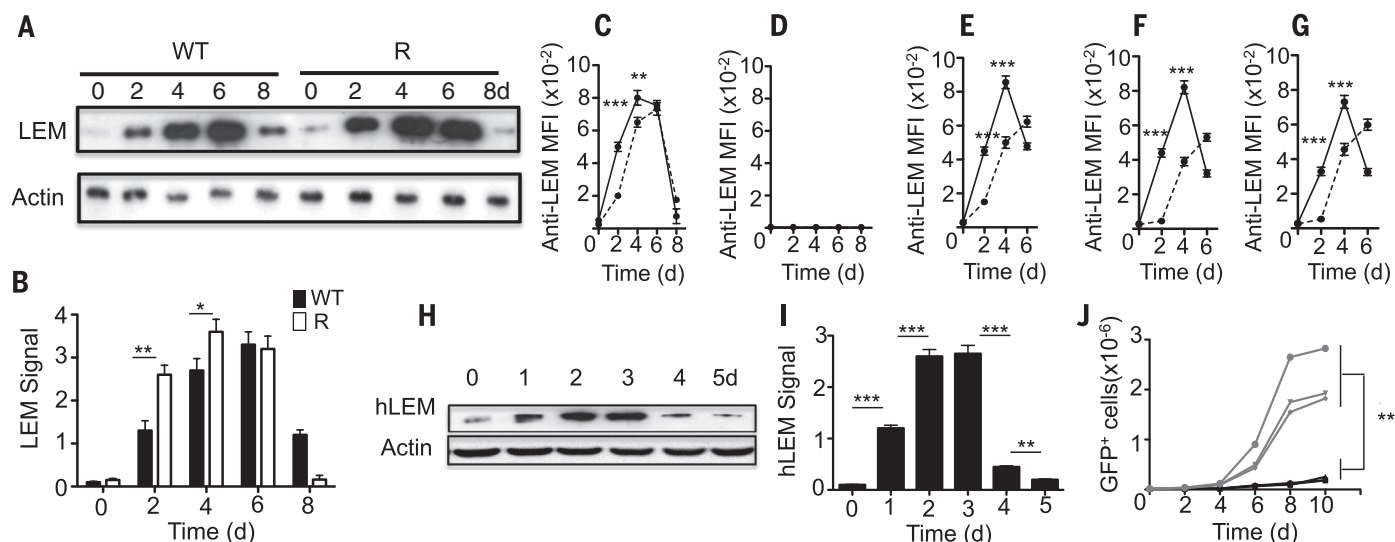 A
WT R
0 2 4 6 8 0 2 4 6 8d
LEM
Actin
B
LEM Signal
4
3
2
1
0
** *
WT
R
0 2 4 6 8
Time (d)
C
Anti-LEM MFI (x10-2)
10
8
6
4
2
0
*** **
0 2 4 6 8
Time (d)
D
Anti-LEM MFI (x10-2)
10
8
6
4
2
0 2 4 6 8
Time (d)
E
Anti-LEM MFI (x10-2)
10
8
6
4
2
***
***
0 2 4 6
Time (d)
F
Anti-LEM MFI (x10-2)
10
8
6
4
2
***
***
0 2 4 6
Time (d)
G
Anti-LEM MFI (x10-2)
10
8
6
4
2
***
***
0 2 4 6
Time (d)
H
0 1 2 3 4 5d
hLEM
Actin
I
hLEM Signal
3
2
1
0
*** *** *** **
0 1 2 3 4 5
Time (d)
J
GFP+ cells(x10-6)
3
2
1
**
0 2 4 6 8 10
Time (d)